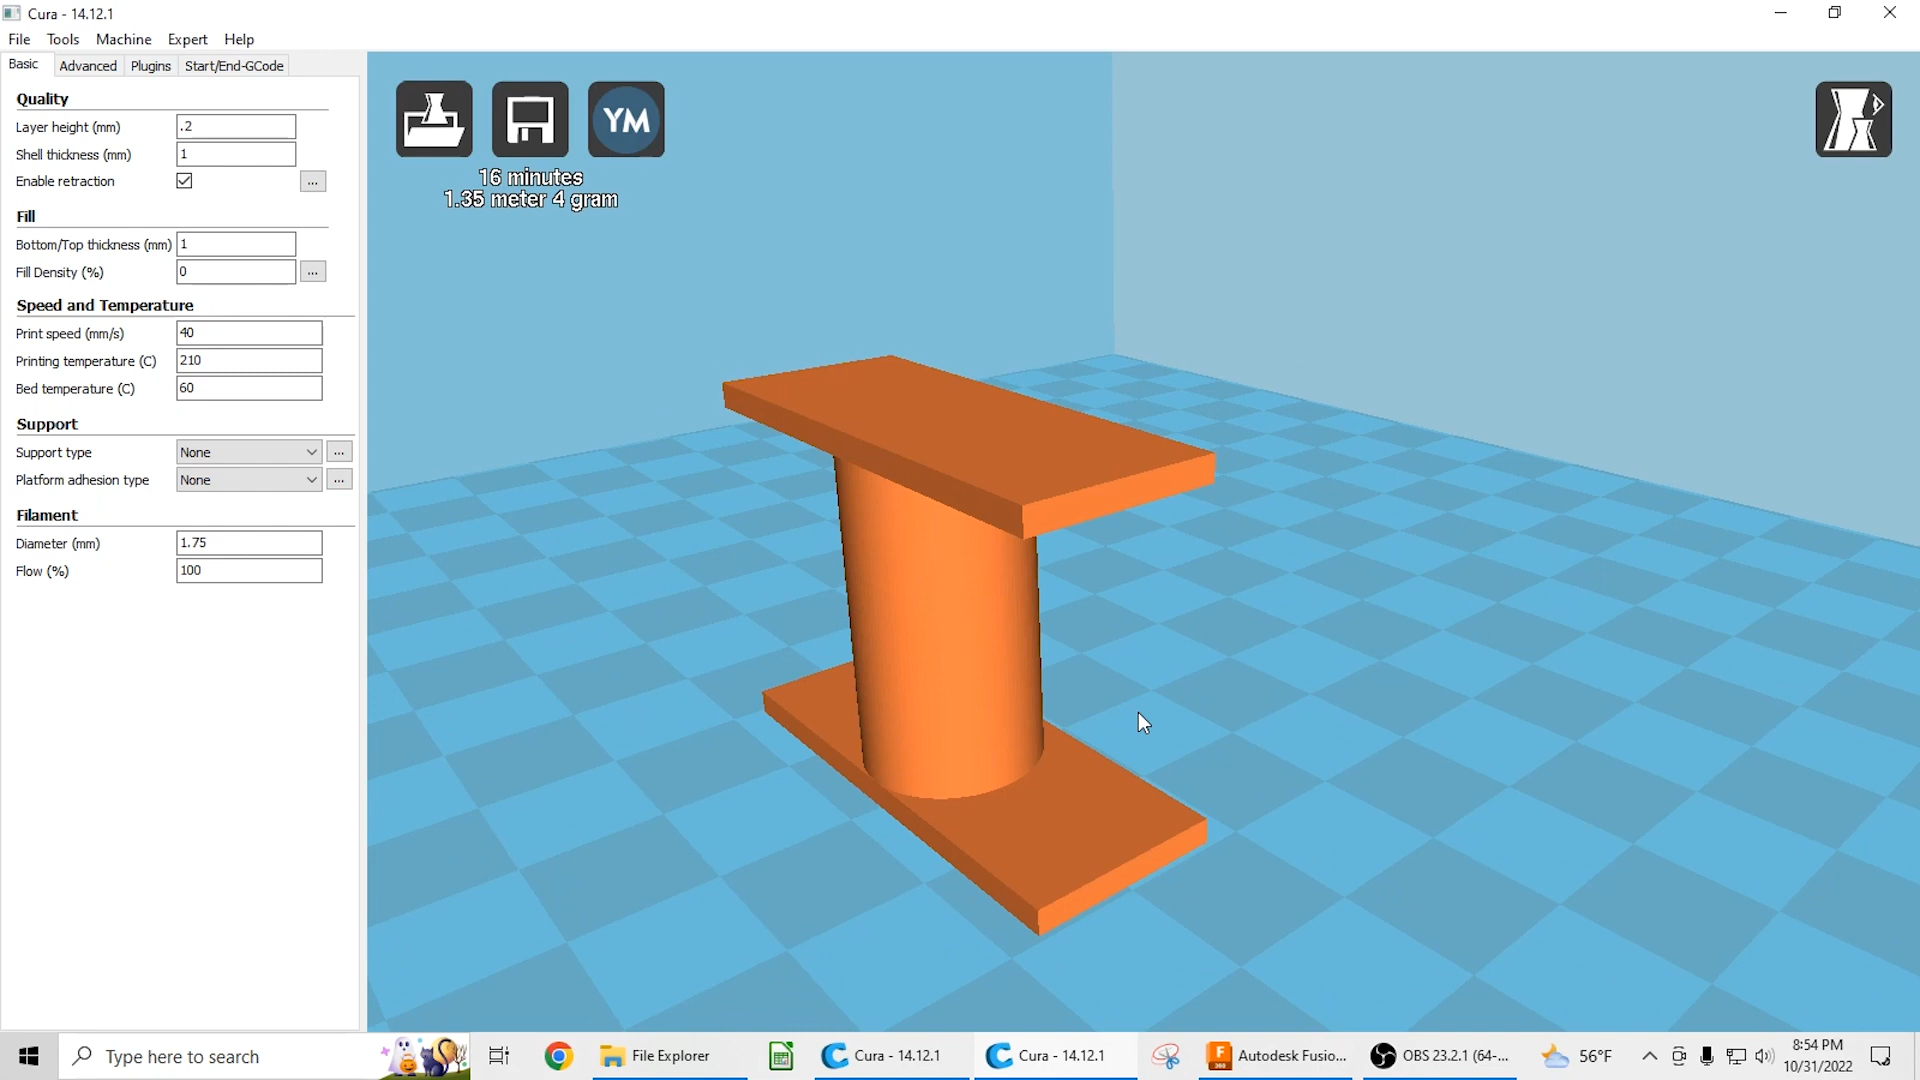 Cura - 14.12.1
File Tools Machine Expert Help
Basic Advanced Plugins Start/End-GCode
Quality
Layer height (mm) .2
Shell thickness (mm) 1
Enable retraction ...
Fill
Bottom/Top thickness (mm) 1
Fill Density (%) 0 ...
Speed and Temperature
Print speed (mm/s) 40
Printing temperature (C) 210
Bed temperature (C) 60
Support
Support type None ...
Platform adhesion type None ...
Filament
Diameter (mm) 1.75
Flow (%) 100
YM
16 minutes
1.35 meter 4 gram
Type here to search
File Explorer
Cura - 14.12.1
Cura - 14.12.1
Autodesk Fusio...
OBS 23.2.1 (64-...
56°F
8:54 PM
10/31/2022